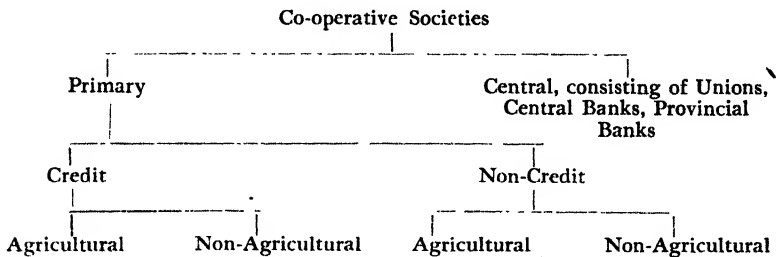 Co-operative Societies
Primary
Central, consisting of Unions,
Central Banks, Provincial
Banks
Credit
Non-Credit
Agricultural
Non-Agricultural
Agricultural
Non-Agricultural